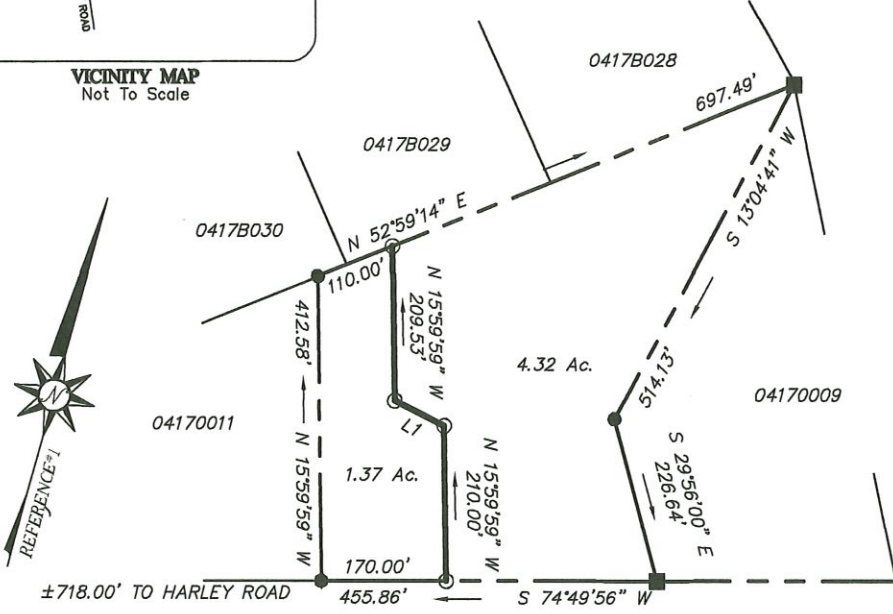 ROAD
VICINITY MAP
Not To Scale
0417B028
697.49'
0417B029
S 13°04'41" W
N 52°59'14" E
0417B030
110.00'
N 15°59'59" W
209.53'
412.58'
4.32 Ac.
514.13'
04170009
N
04170011
L1
REFERENCE#1
N 15°59'59" W
1.37 Ac.
N 15°59'59" W
210.00'
S 29°56'00" E
226.64'
170.00'
±718.00' TO HARLEY ROAD
455.86'
S 74°49'56" W